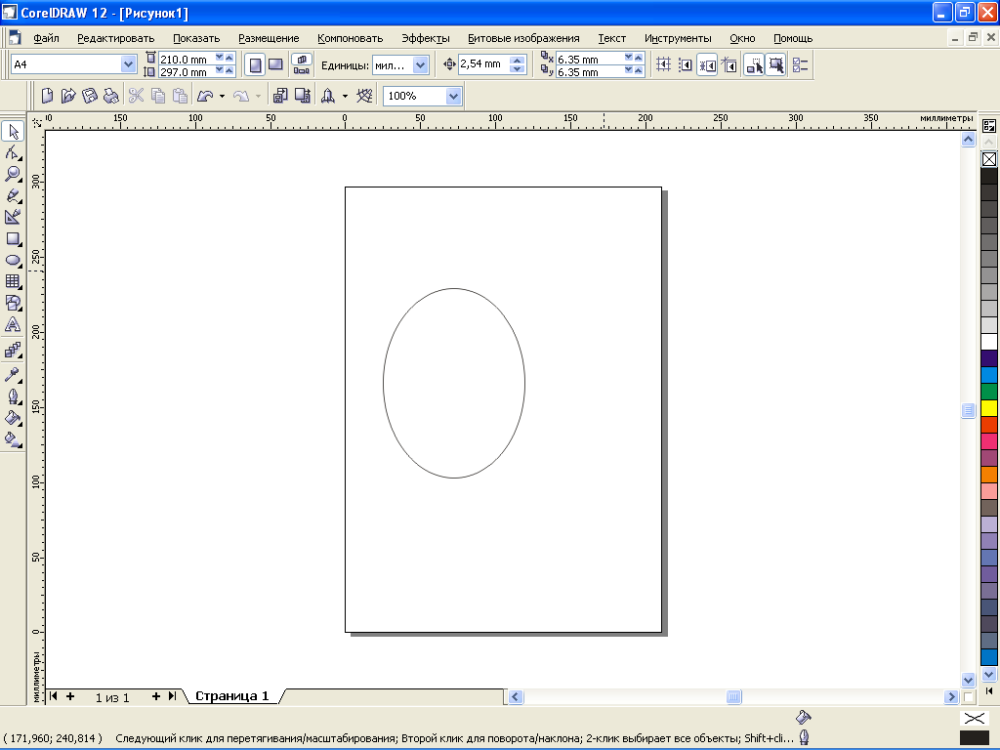 CorelDRAW 12 - [Рисунок1]
Файл Редактировать Показать Размещение Компоновать Эффекты Битовые изображения Текст Инструменты Окно Помощь
A4 210.0 mm 297.0 mm Единицы: мил... 2,54 mm x 6.35 mm y 6.35 mm
100%
150 100 50 0 50 100 150 200 250 300 350 миллиметры
300
250
200
150
100
50
0
миллиметры
1 из 1 Страница 1
( 171,960; 240,814 ) Следующий клик для перетягивания/масштабирования; Второй клик для поворота/наклона; 2-клик выбирает все объекты; Shift+cli...